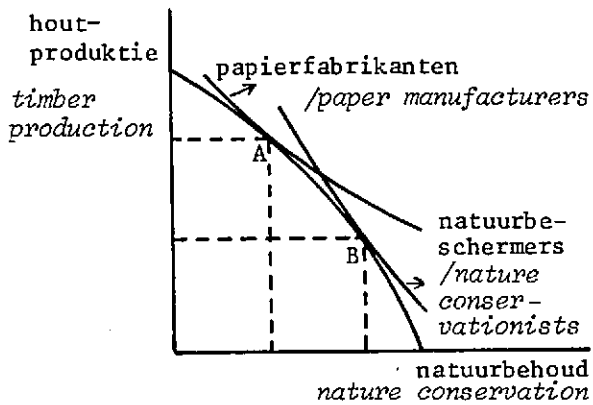 hout-
produktie
timber
production
papierfabrikanten
/paper manufacturers
A
B
natuurbe-
schermers
/nature
conser-
vationists
natuurbehoud
nature conservation